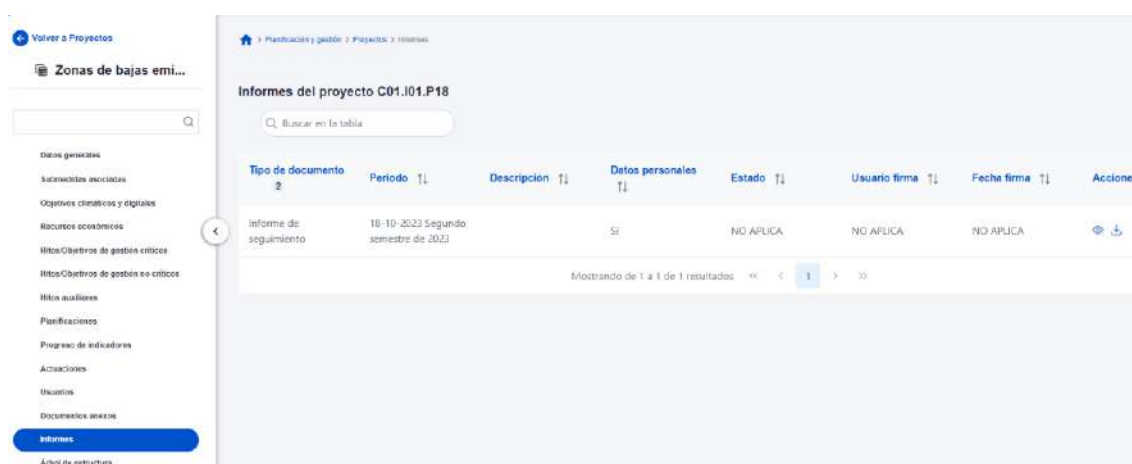 Volver a Proyectos
Zonas de bajas emi...
Datos generales
Submedidas asociadas
Objetivos climáticos y digitales
Recursos económicos
Hitos/Objetivos de gestión críticos
Hitos/Objetivos de gestión no críticos
Hitos auxiliares
Planificaciones
Progreso de indicadores
Actuaciones
Usuarios
Documentos anexos
Informes
Árbol de estructura
> Planificación y gestión > Proyectos > Informes
Informes del proyecto C01.I01.P18
Buscar en la tabla
Tipo de documento 2 Periodo Descripción Datos personales Estado Usuario firma Fecha firma Accione
Informe de seguimiento 18-10-2023 Segundo semestre de 2023 SI NO APLICA NO APLICA NO APLICA
Mostrando de 1 a 1 de 1 resultados << < 1 > >>